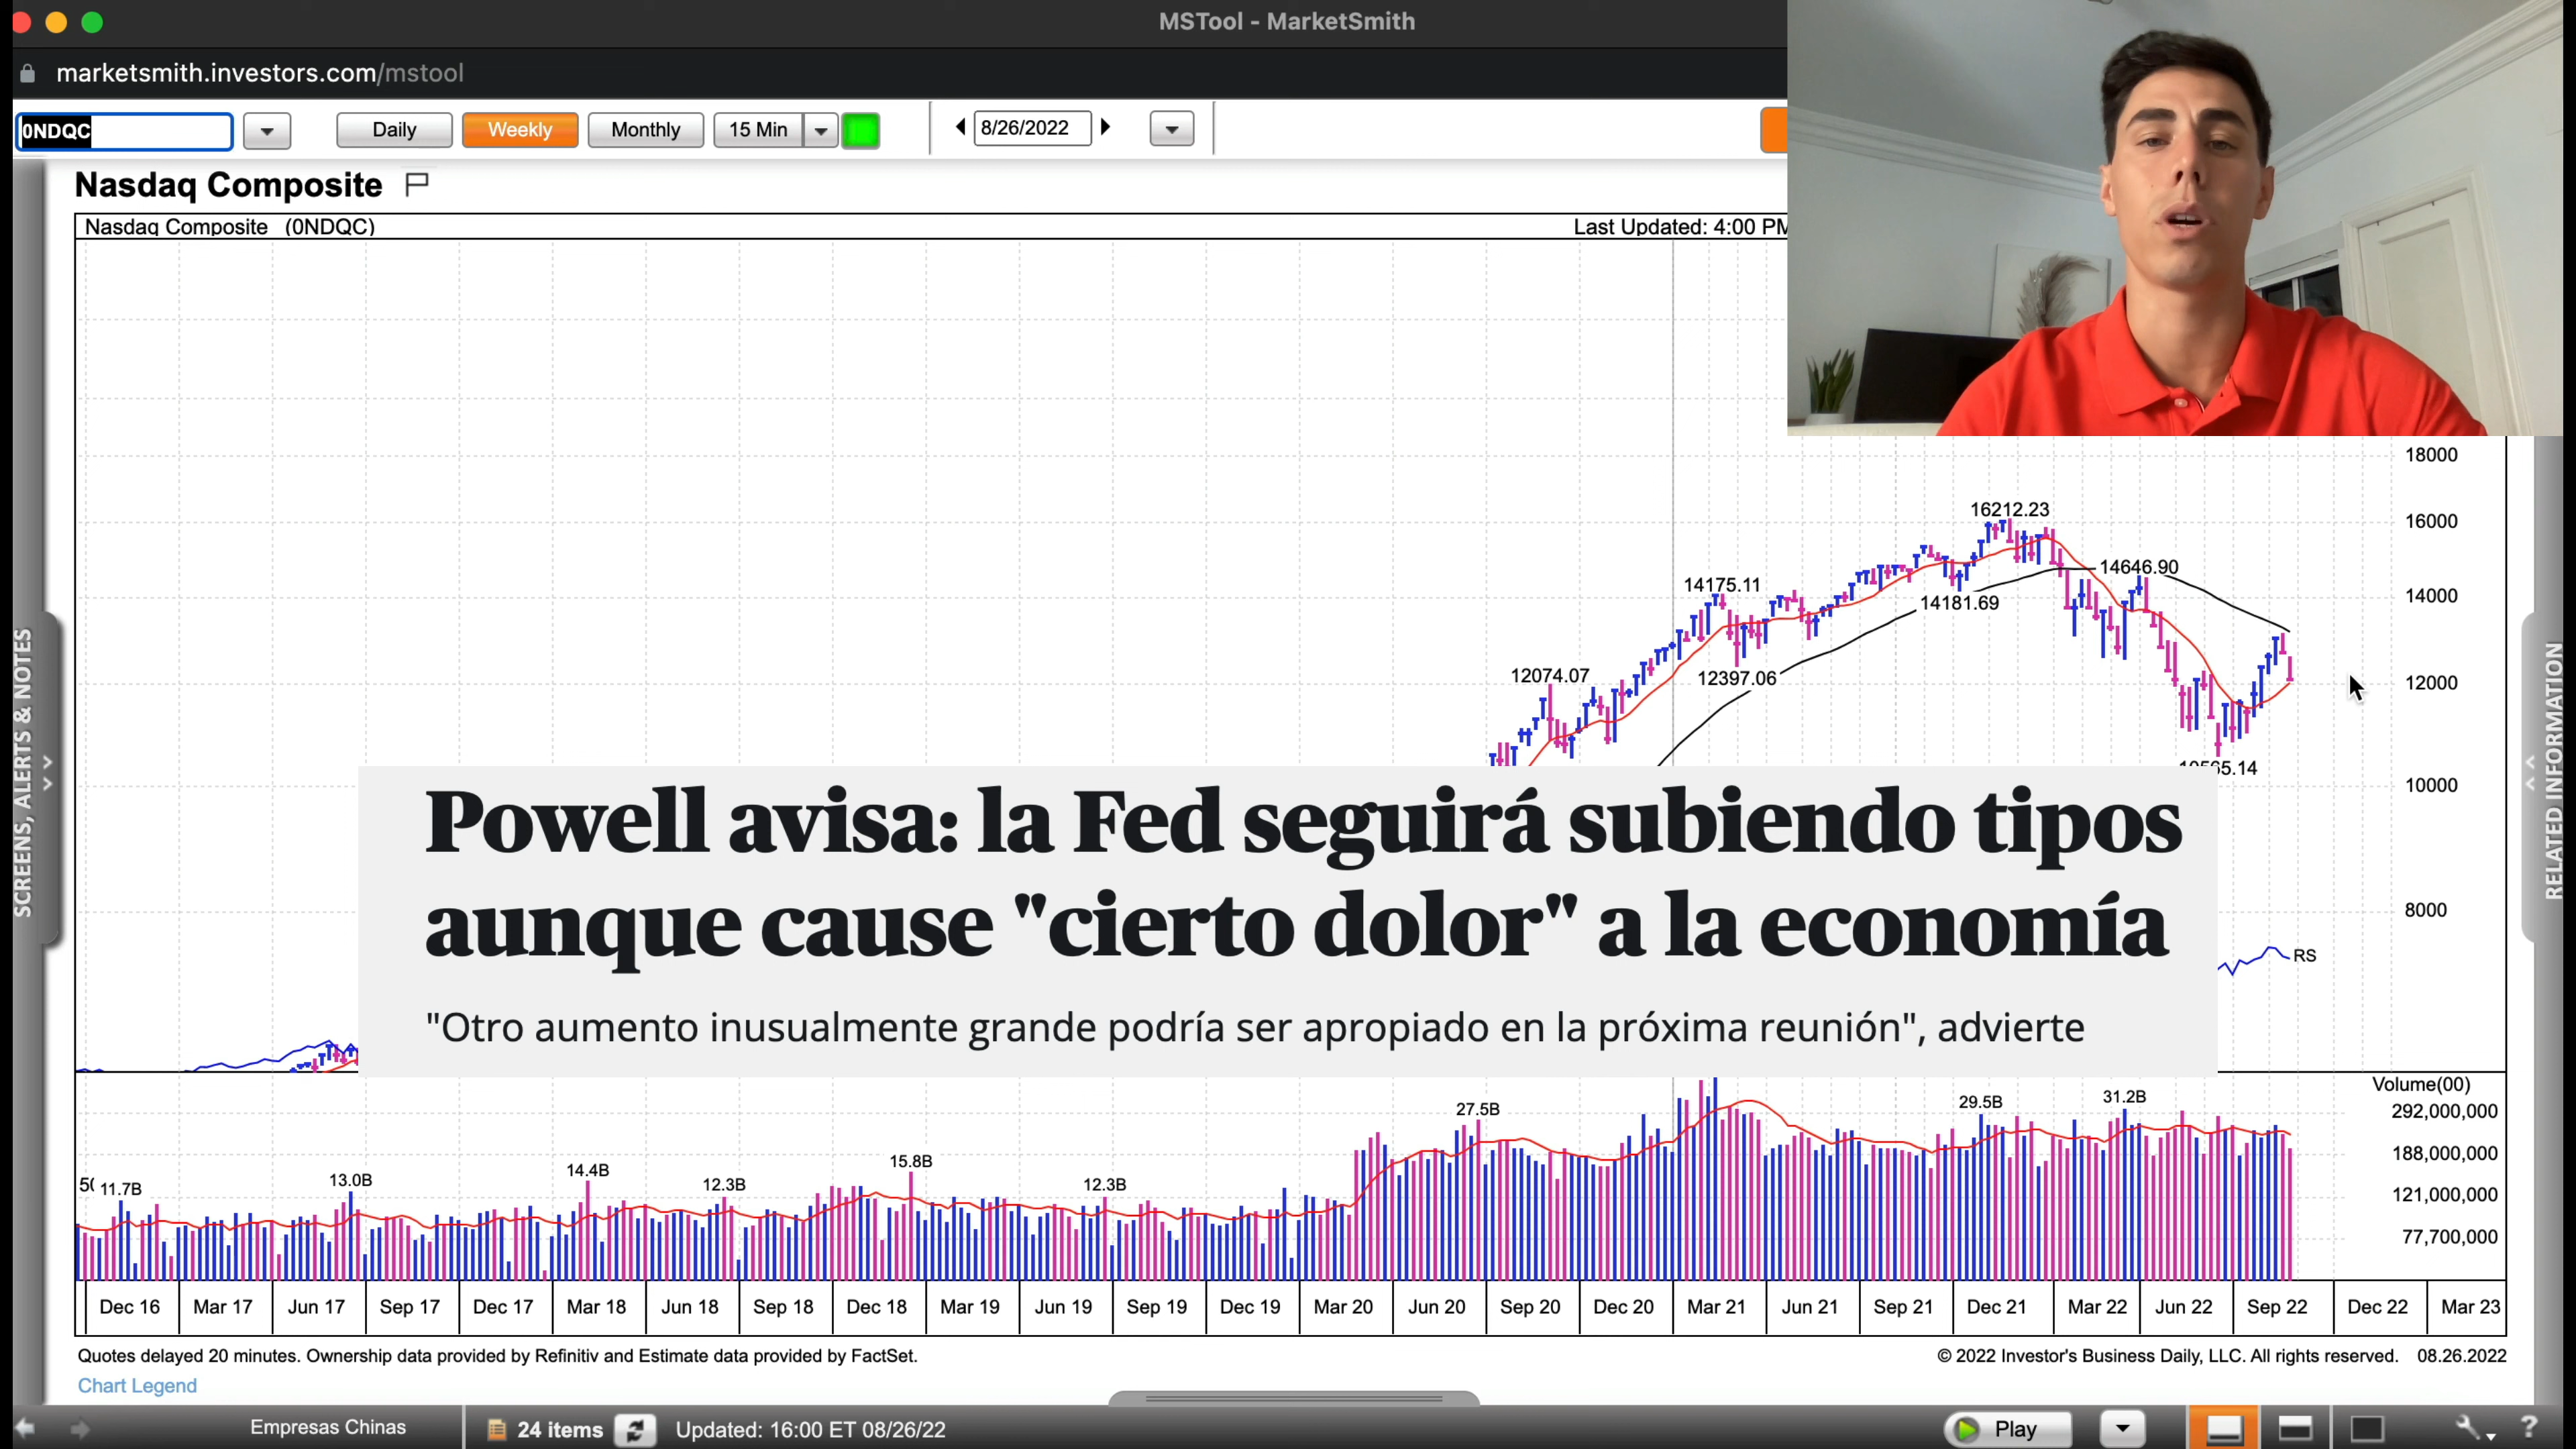 MSTool - MarketSmith
marketsmith.investors.com/mstool
0NDQC
Daily
Weekly
Monthly
15 Min
8/26/2022
Nasdaq Composite
Nasdaq Composite (0NDQC)
Last Updated: 4:00 PM
18000
16212.23
16000
14646.90
14175.11
14000
14181.69
12074.07
12397.06
12000
10000
8000
RS
SCREENS, ALERTS & NOTES
RELATED INFORMATION
Powell avisa: la Fed seguirá subiendo tipos
aunque cause "cierto dolor" a la economía
"Otro aumento inusualmente grande podría ser apropiado en la próxima reunión", advierte
Volume(00)
292,000,000
188,000,000
121,000,000
77,700,000
11.7B
13.0B
14.4B
12.3B
15.8B
12.3B
27.5B
29.5B
31.2B
Dec 16 Mar 17 Jun 17 Sep 17 Dec 17 Mar 18 Jun 18 Sep 18 Dec 18 Mar 19 Jun 19 Sep 19 Dec 19 Mar 20 Jun 20 Sep 20 Dec 20 Mar 21 Jun 21 Sep 21 Dec 21 Mar 22 Jun 22 Sep 22 Dec 22 Mar 23
Quotes delayed 20 minutes. Ownership data provided by Refinitiv and Estimate data provided by FactSet.
© 2022 Investor's Business Daily, LLC. All rights reserved. 08.26.2022
Chart Legend
Empresas Chinas
24 items
Updated: 16:00 ET 08/26/22
Play
?